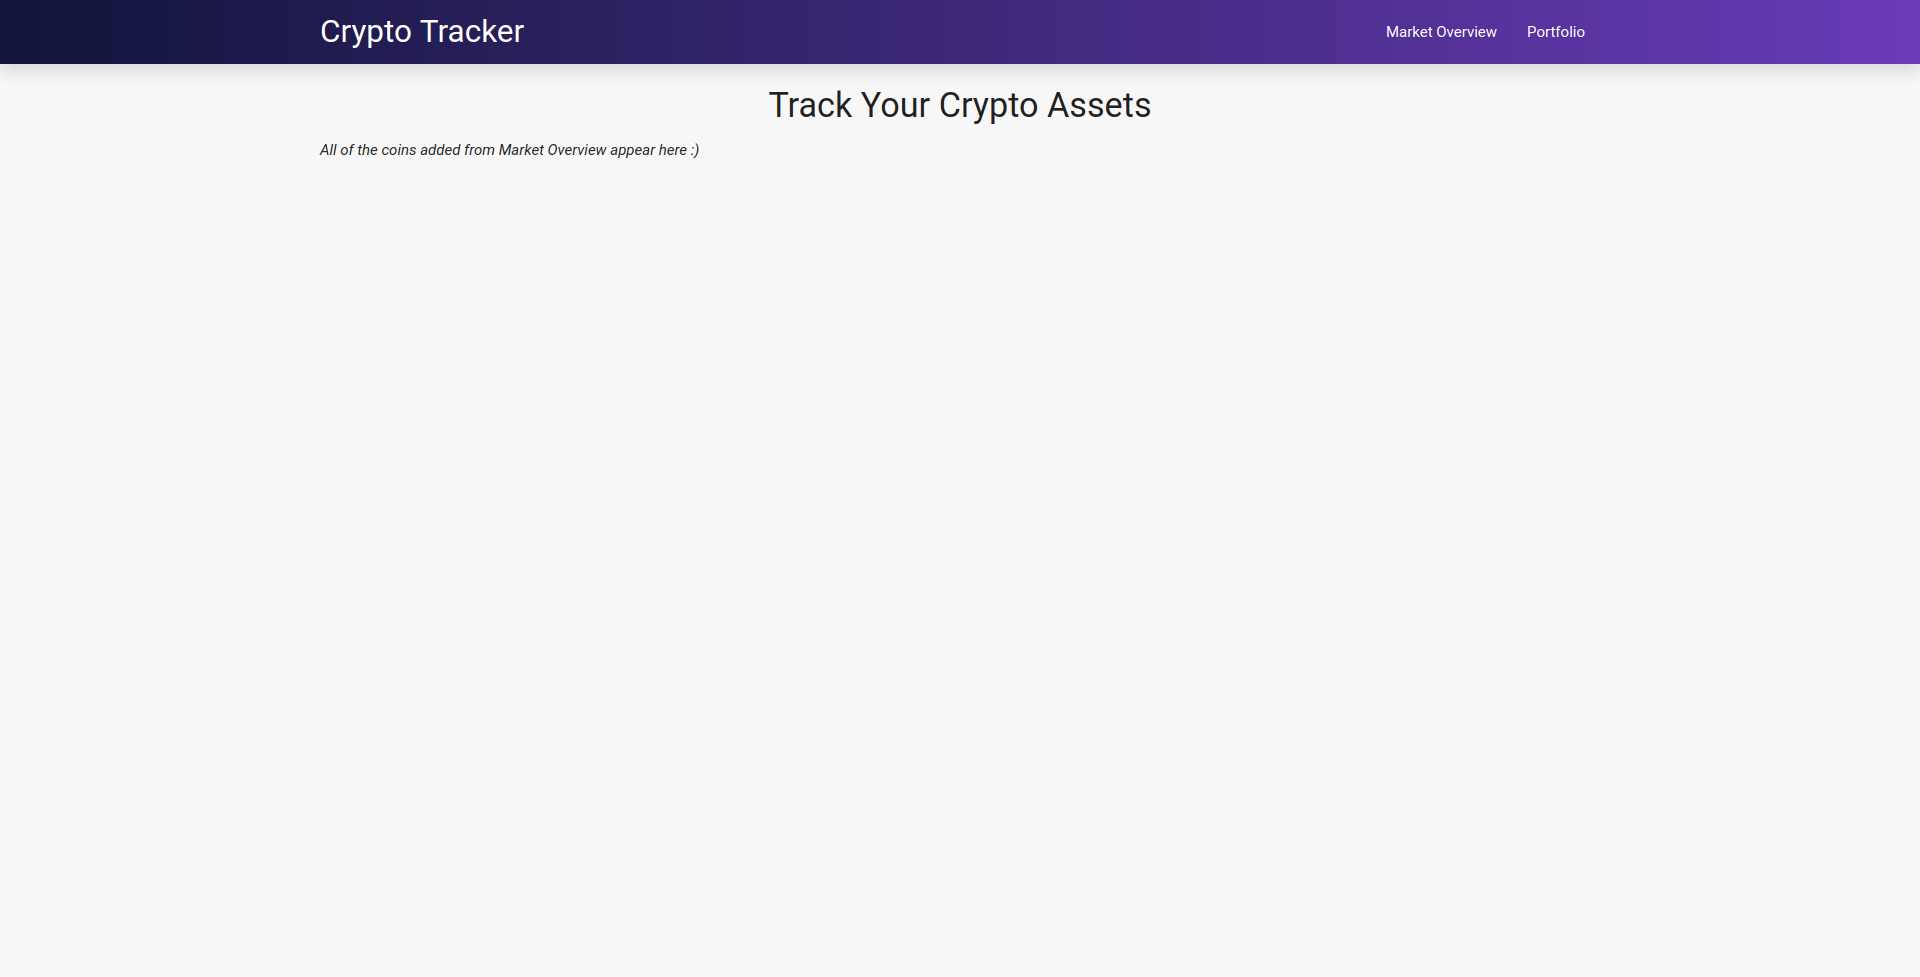 Crypto Tracker
Market Overview
Portfolio
Track Your Crypto Assets
All of the coins added from Market Overview appear here :)